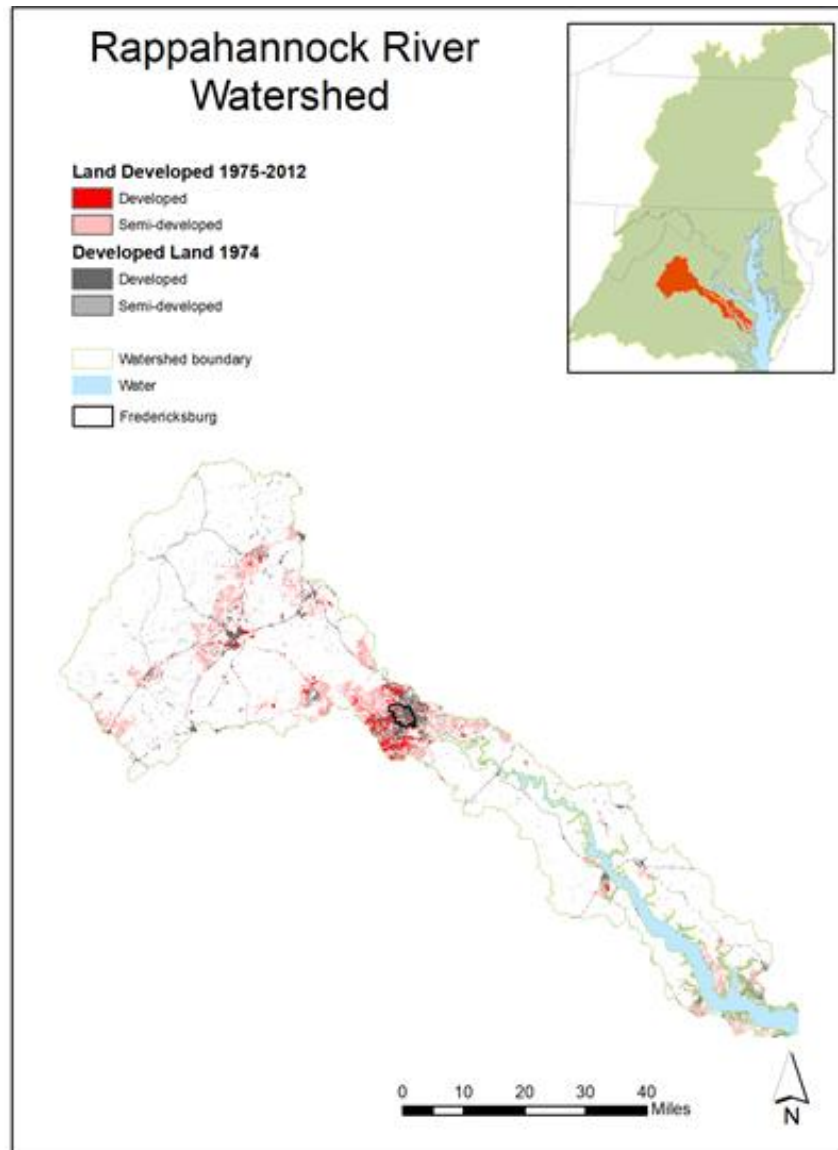 Rappahannock River
Watershed
Land Developed 1975-2012
Developed
Semi-developed
Developed Land 1974
Developed
Semi-developed
Watershed boundary
Water
Fredericksburg
0 10 20 30 40
Miles
N